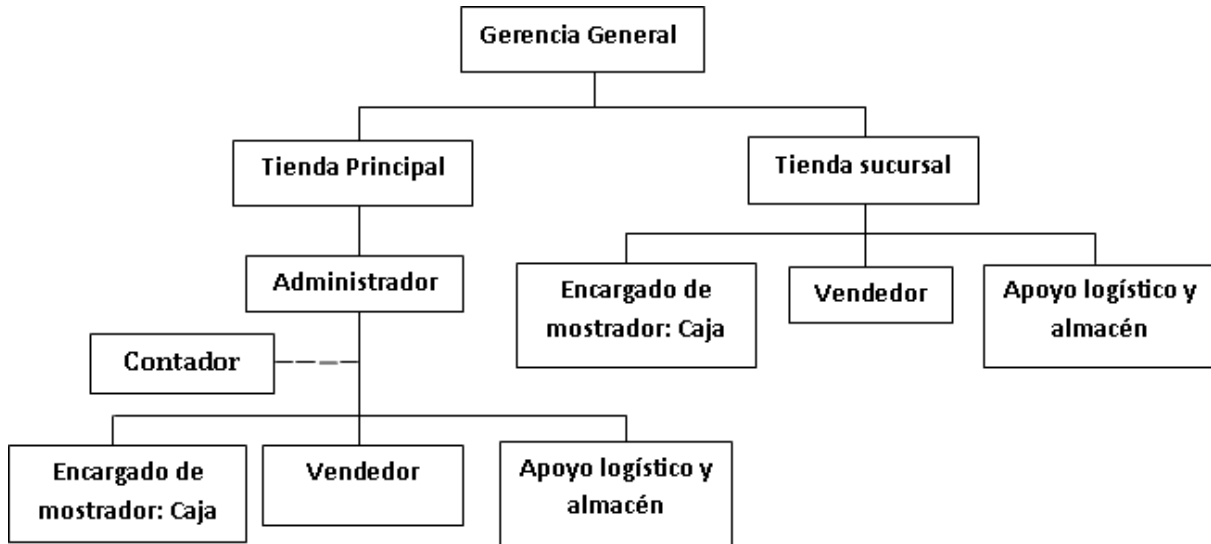 Gerencia General
Tienda Principal
Tienda sucursal
Administrador
Encargado de
mostrador: Caja
Vendedor
Apoyo logístico y
almacén
Contador
Encargado de
mostrador: Caja
Vendedor
Apoyo logístico y
almacén